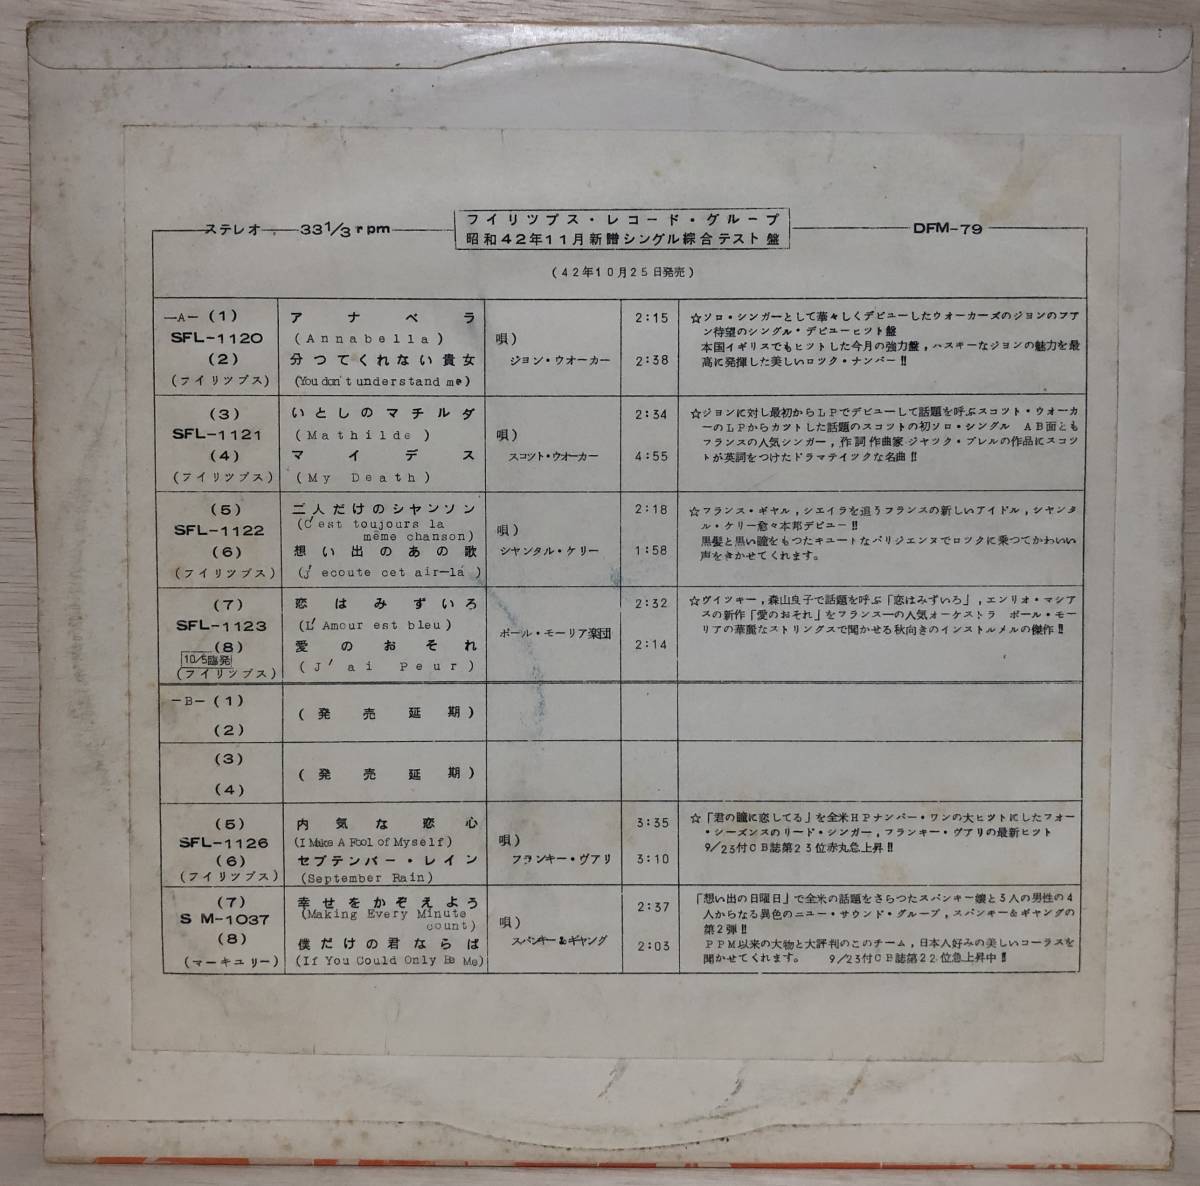 ステレオ . 33 1/3 rpm
フイリツプス・レコード・グループ
昭和42年11月新譜シングル綜合テスト盤
DFM-79
(42年10月25日発売)
—A— (1)
SFL-1120
(2)
(フイリツプス)
アナベラ
(Annabella)
分つてくれない貴女
(You don't understand me)
唄)
ジヨン・ウオーカー
2:15
2:38
☆ソロ・シンガーとして華々しくデビユーしたウオーカーズのジヨンのフア
ン待望のシングル・デビユーヒツト盤
本国イギリスでもヒツトした今月の強力盤,ハスキーなジヨンの魅力を最
高に発揮した美しいロツク・ナンバー!!
(3)
SFL-1121
(4)
(フイリツプス)
いとしのマチルダ
(Mathilde)
マイデス
(My Death)
唄)
スコツト・ウオーカー
2:34
4:55
☆ジヨンに対し最初からLPでデビユーして話題を呼ぶスコツト・ウオーカ
ーのLPからカツトした話題のスコツトの初ソロ・シングル AB面とも
フランスの人気シンガー,作詞作曲家ジヤツク・ブレルの作品にスコツ
トが英詞をつけたドラマテイツクな名曲!!
(5)
SFL-1122
(6)
(フイリツプス)
二人だけのシヤンソン
(C'est toujours la
même chanson)
想い出のあの歌
(J'ecoute cet air-la)
唄)
シヤンタル・ケリー
2:18
1:58
☆フランス・ギヤル,シエイラを追うフランスの新しいアイドル,シヤンタ
ル・ケリー愈々本邦デビユー!!
黒髪と黒い瞳をもつたキユートなパリジエンヌでロツクに乗つてかわいい
声をきかせてくれます。
(7)
SFL-1123
(8)
10/5臨発
(フイリツプス)
恋はみずいろ
(L'Amour est bleu)
愛のおそれ
(J'ai Peur)
ポール・モーリア楽団
2:32
2:14
☆ヴイツキー,森山良子で話題を呼ぶ「恋はみずいろ」,エンリオ・マシア
スの新作「愛のおそれ」をフランス一の人気オーケストラ ポール・モー
リアの華麗なストリングスで聞かせる秋向きのインストルメルの傑作!!
—B— (1)
(2)
(発売延期)
(3)
(4)
(発売延期)
(5)
SFL-1126
(6)
(フイリツプス)
内気な恋心
(I Make A Fool of Myself)
セプテンバー・レイン
(September Rain)
唄)
フランキー・ヴアリ
3:35
3:10
☆「君の瞳に恋してる」を全米HPナンバー・ワンの大ヒツトにしたフオー
・シーズンスのリード・シンガー,フランキー・ヴアリの最新ヒツト
9/23付CB誌第23位赤丸急上昇!!
(7)
SM-1037
(8)
(マーキユリー)
幸せをかぞえよう
(Making Every Minute
count)
僕だけの君ならば
(If You Could Only Be Me)
唄)
スパンキー&ギヤング
2:37
2:03
「想い出の日曜日」で全米の話題をさらつたスパンキー嬢と3人の男性の4
人からなる異色のニユー・サウンド・グループ,スパンキー&ギヤングの
第2弾!!
PPM以来の大物と大評判のこのチーム,日本人好みの美しいコーラスを
聞かせてくれます。 9/23付CB誌第22位急上昇中!!